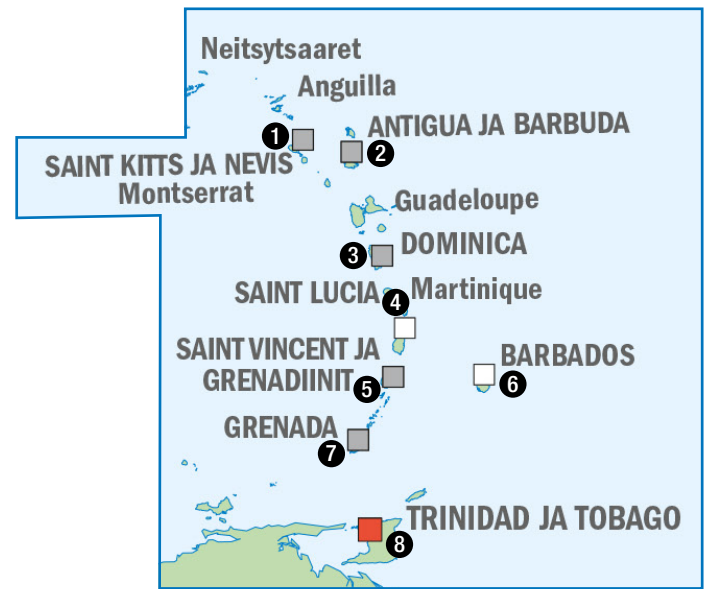 Neitsytsaaret
Anguilla
1
ANTIGUA JA BARBUDA
2
SAINT KITTS JA NEVIS
Montserrat
Guadeloupe
3
DOMINICA
SAINT LUCIA
4
Martinique
SAINT VINCENT JA
GRENADIINIT
5
BARBADOS
6
GRENADA
7
TRINIDAD JA TOBAGO
8